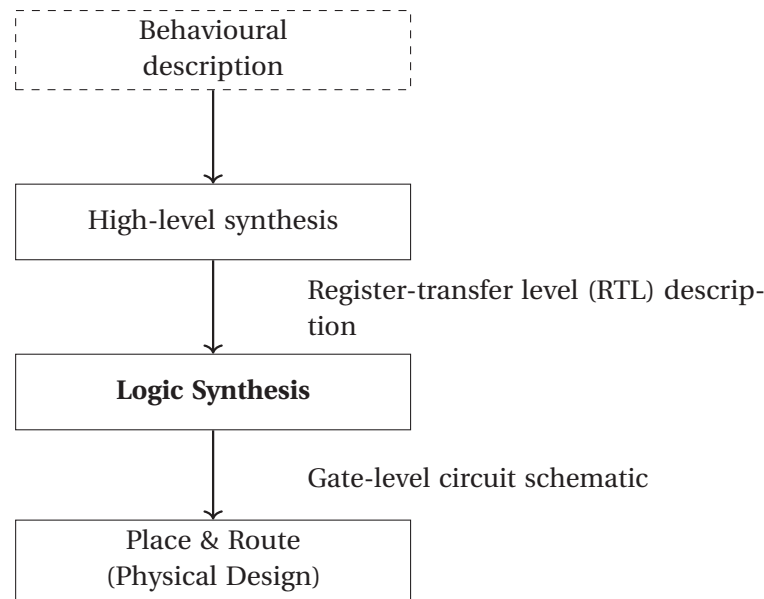 Behavioural
description
High-level synthesis
Register-transfer level (RTL) descrip-
tion
Logic Synthesis
Gate-level circuit schematic
Place & Route
(Physical Design)